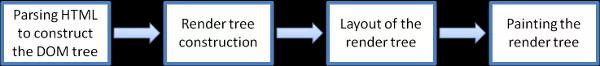 Parsing HTML
to construct
the DOM tree
Render tree
construction
Layout of the
render tree
Painting the
render tree